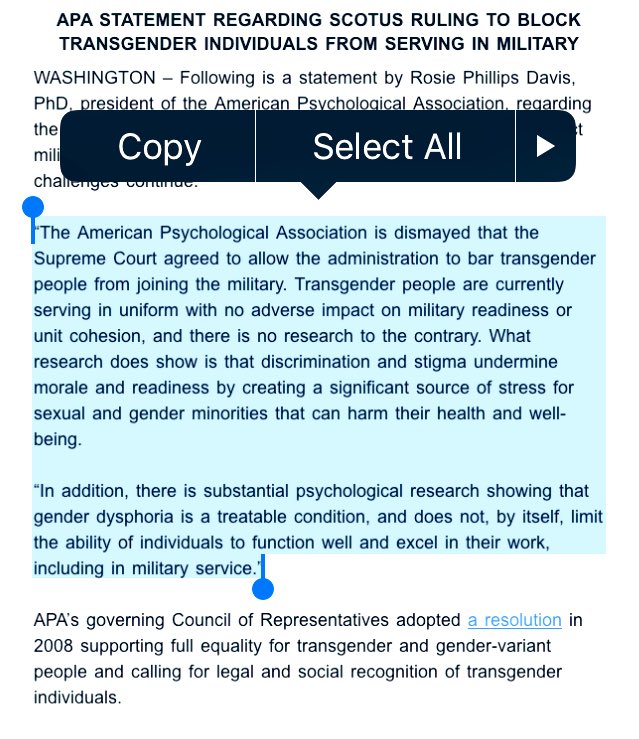 APA STATEMENT REGARDING SCOTUS RULING TO BLOCK
TRANSGENDER INDIVIDUALS FROM SERVING IN MILITARY
WASHINGTON – Following is a statement by Rosie Phillips Davis,
PhD, president of the American Psychological Association, regarding
the
mili
challenges continue:
Copy
Select All
“The American Psychological Association is dismayed that the
Supreme Court agreed to allow the administration to bar transgender
people from joining the military. Transgender people are currently
serving in uniform with no adverse impact on military readiness or
unit cohesion, and there is no research to the contrary. What
research does show is that discrimination and stigma undermine
morale and readiness by creating a significant source of stress for
sexual and gender minorities that can harm their health and well-
being.
“In addition, there is substantial psychological research showing that
gender dysphoria is a treatable condition, and does not, by itself, limit
the ability of individuals to function well and excel in their work,
including in military service.”
APA’s governing Council of Representatives adopted a resolution in
2008 supporting full equality for transgender and gender-variant
people and calling for legal and social recognition of transgender
individuals.